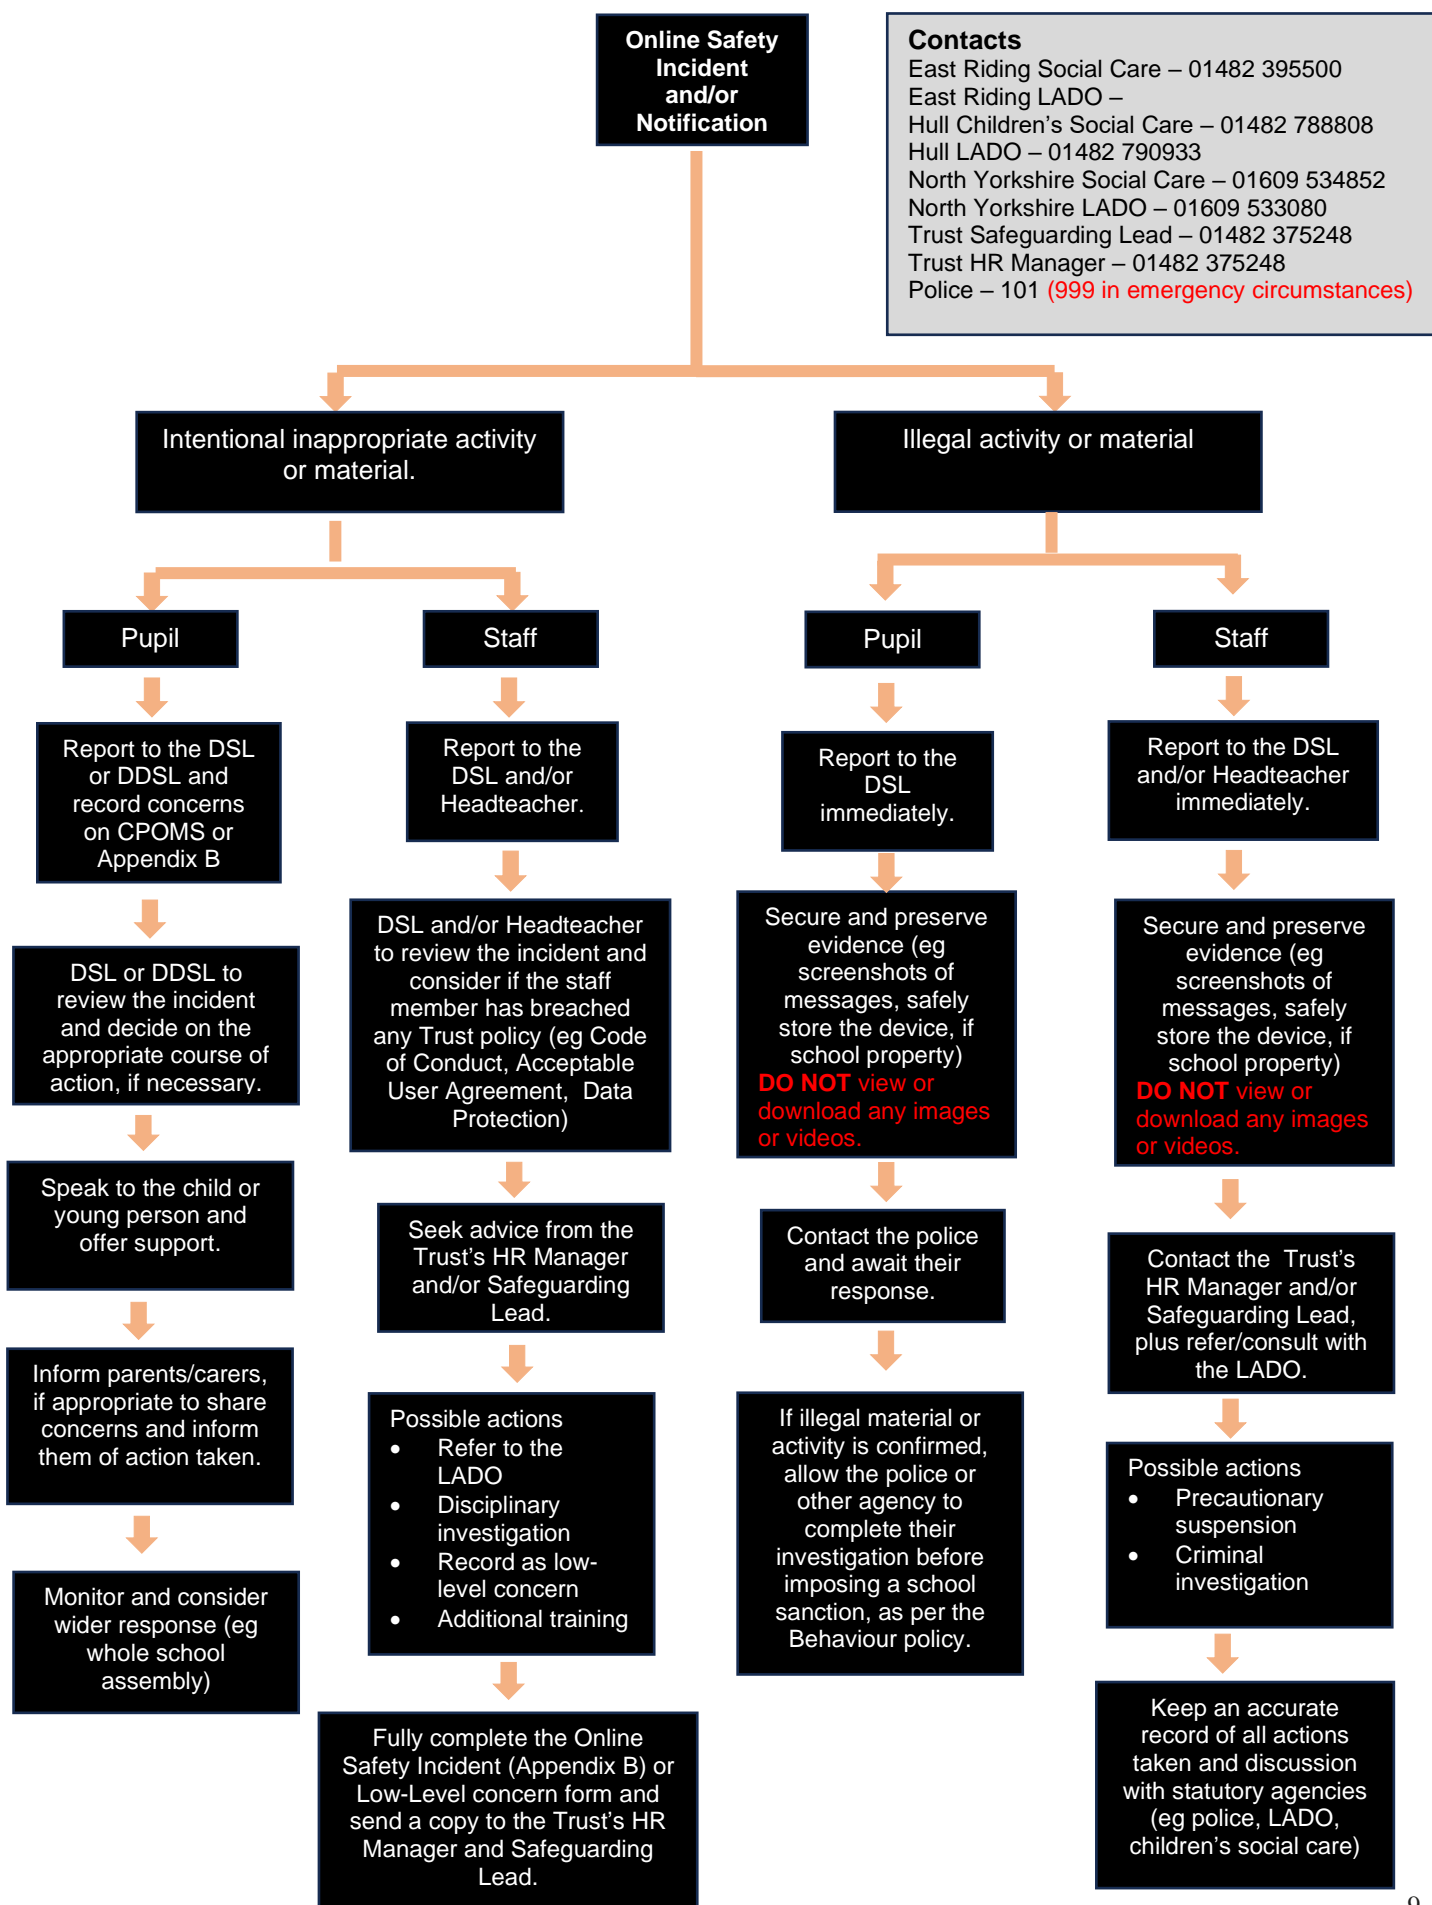 Online Safety
Incident
and/or
Notification
Contacts
East Riding Social Care – 01482 395500
East Riding LADO –
Hull Children's Social Care – 01482 788808
Hull LADO – 01482 790933
North Yorkshire Social Care – 01609 534852
North Yorkshire LADO – 01609 533080
Trust Safeguarding Lead – 01482 375248
Trust HR Manager – 01482 375248
Police – 101 (999 in emergency circumstances)
Intentional inappropriate activity
or material.
Illegal activity or material
Pupil
Staff
Pupil
Staff
Report to the DSL
or DDSL and
record concerns
on CPOMS or
Appendix B
DSL or DDSL to
review the incident
and decide on the
appropriate course of
action, if necessary.
Speak to the child or
young person and
offer support.
Inform parents/carers,
if appropriate to share
concerns and inform
them of action taken.
Monitor and consider
wider response (eg
whole school
assembly)
Report to the
DSL and/or
Headteacher.
DSL and/or Headteacher
to review the incident and
consider if the staff
member has breached
any Trust policy (eg Code
of Conduct, Acceptable
User Agreement, Data
Protection)
Seek advice from the
Trust's HR Manager
and/or Safeguarding
Lead.
Possible actions
• Refer to the
LADO
• Disciplinary
investigation
• Record as low-
level concern
• Additional training
Fully complete the Online
Safety Incident (Appendix B) or
Low-Level concern form and
send a copy to the Trust's HR
Manager and Safeguarding
Lead.
Report to the
DSL
immediately.
Secure and preserve
evidence (eg
screenshots of
messages, safely
store the device, if
school property)
DO NOT view or
download any images
or videos.
Contact the police
and await their
response.
If illegal material or
activity is confirmed,
allow the police or
other agency to
complete their
investigation before
imposing a school
sanction, as per the
Behaviour policy.
Report to the DSL
and/or Headteacher
immediately.
Secure and preserve
evidence (eg
screenshots of
messages, safely
store the device, if
school property)
DO NOT view or
download any images
or videos.
Contact the Trust's
HR Manager and/or
Safeguarding Lead,
plus refer/consult with
the LADO.
Possible actions
• Precautionary
suspension
• Criminal
investigation
Keep an accurate
record of all actions
taken and discussion
with statutory agencies
(eg police, LADO,
children's social care)